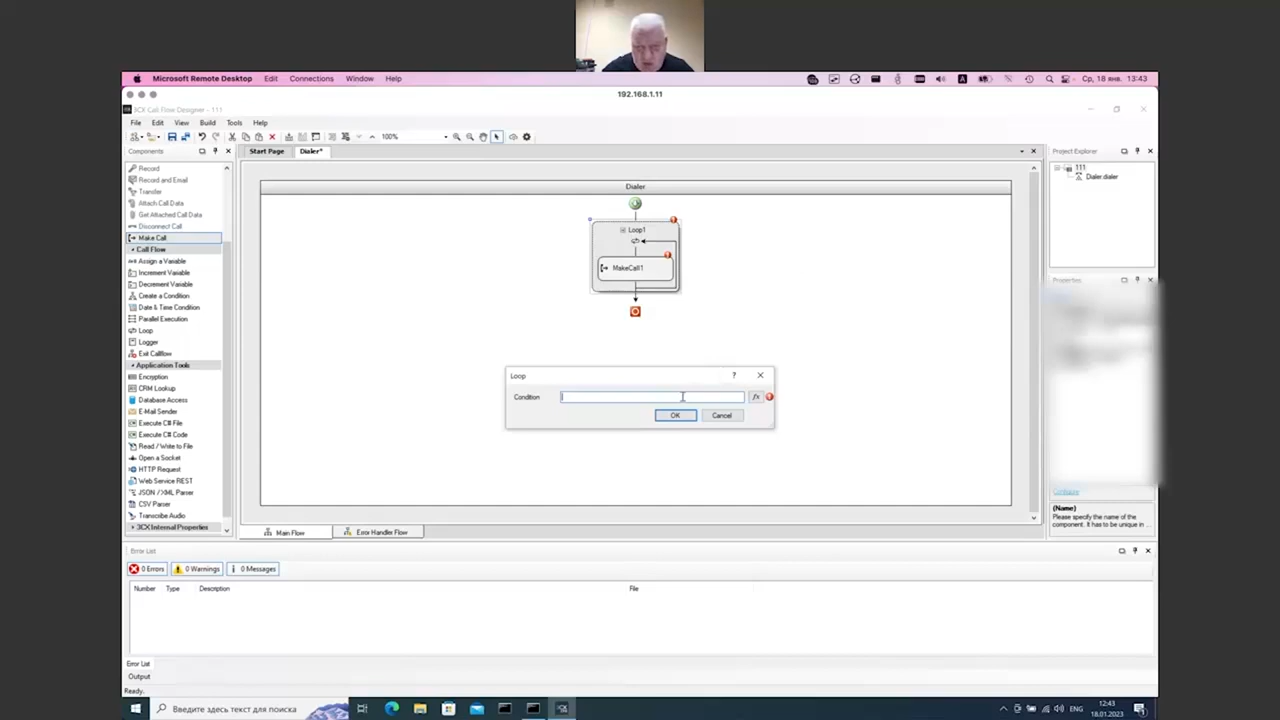 Microsoft Remote Desktop Edit Connections Window Help A Ср, 18 янв. 13:43
192.168.1.11
3CX Call Flow Designer - 111
File Edit View Build Tools Help
100%
Components
Start Page Dialer*
Project Explorer
Record
Record and Email
Transfer
Attach Call Data
Get Attached Call Data
Disconnect Call
Make Call
Call Flow
Assign a Variable
Increment Variable
Decrement Variable
Create a Condition
Date & Time Condition
Parallel Execution
Loop
Logger
Exit Callflow
Application Tools
Encryption
CRM Lookup
Database Access
E-Mail Sender
Execute C# File
Execute C# Code
Read / Write to File
Open a Socket
HTTP Request
Web Service REST
JSON / XML Parser
CSV Parser
Transcribe Audio
3CX Internal Properties
Dialer
Loop1
MakeCall1
Loop ?
Condition fx
OK Cancel
Main Flow Error Handler Flow
111
Dialer.dialer
Properties
Configure
(Name)
Please specify the name of the
component. It has to be unique in ...
Error List
0 Errors 0 Warnings 0 Messages
Number Type Description File
Error List
Output
Ready.
Введите здесь текст для поиска
ENG
12:43
18.01.2023